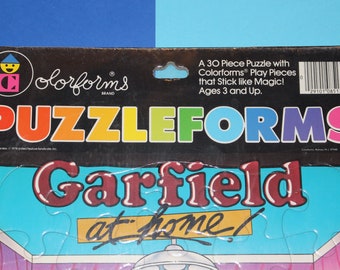 colorforms®
BRAND
A 30 Piece Puzzle with
Colorforms® Play Pieces
that Stick like Magic!
Ages 3 and Up.
PUZZLEFORMS
Garfield
at home!